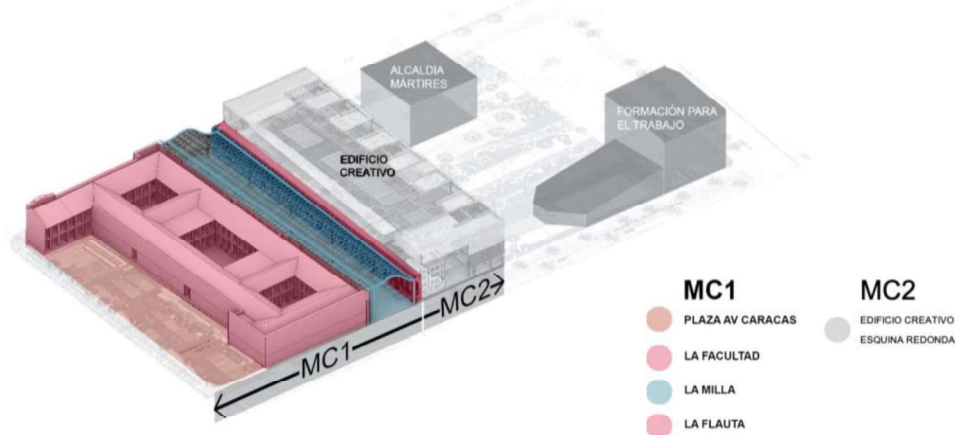 ALCALDIA
MÁRTIRES
FORMACIÓN PARA
EL TRABAJO
EDIFICIO
CREATIVO
MC1
MC2
MC1
PLAZA AV CARACAS
LA FACULTAD
LA MILLA
LA FLAUTA
MC2
EDIFICIO CREATIVO
ESQUINA REDONDA